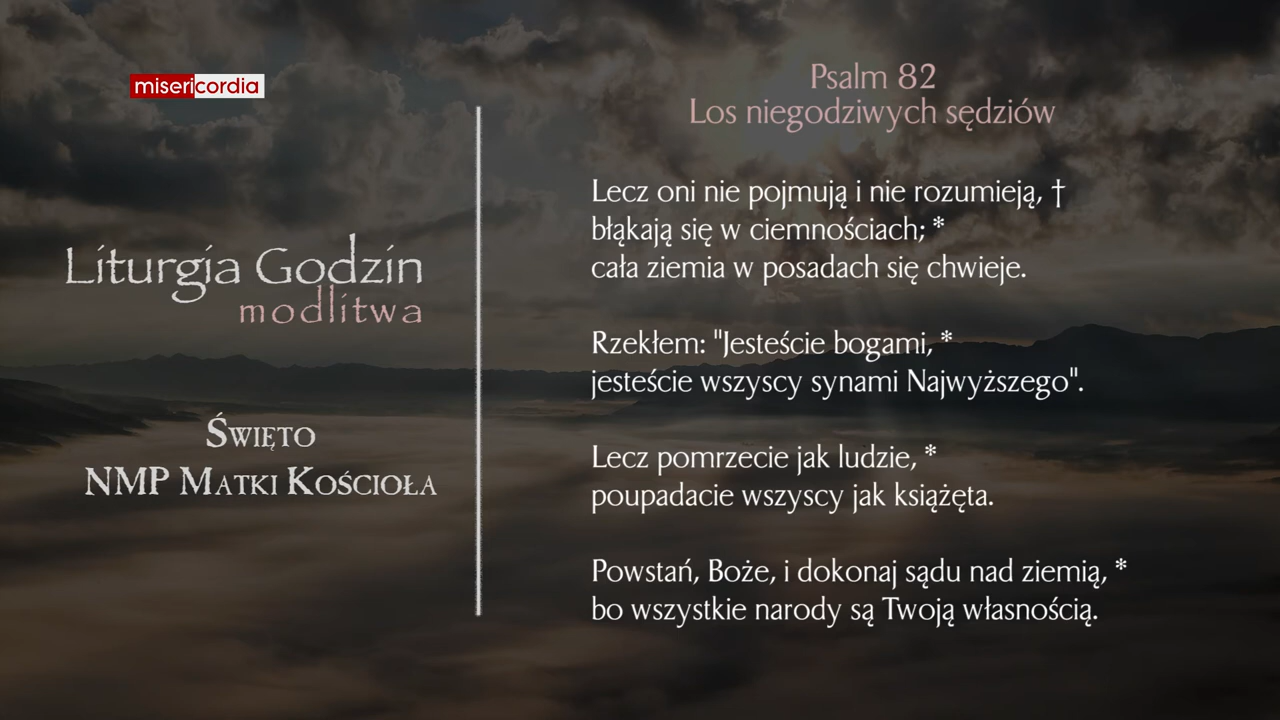 misericordia
Liturgia Godzin
modlitwa
Święto
NMP Matki Kościoła
Psalm 82
Los niegodziwych sędziów
Lecz oni nie pojmują i nie rozumieją, †
błąkają się w ciemnościach; *
cała ziemia w posadach się chwieje.
Rzekłem: "Jesteście bogami, *
jesteście wszyscy synami Najwyższego".
Lecz pomrzecie jak ludzie, *
poupadacie wszyscy jak książęta.
Powstań, Boże, i dokonaj sądu nad ziemią, *
bo wszystkie narody są Twoją własnością.